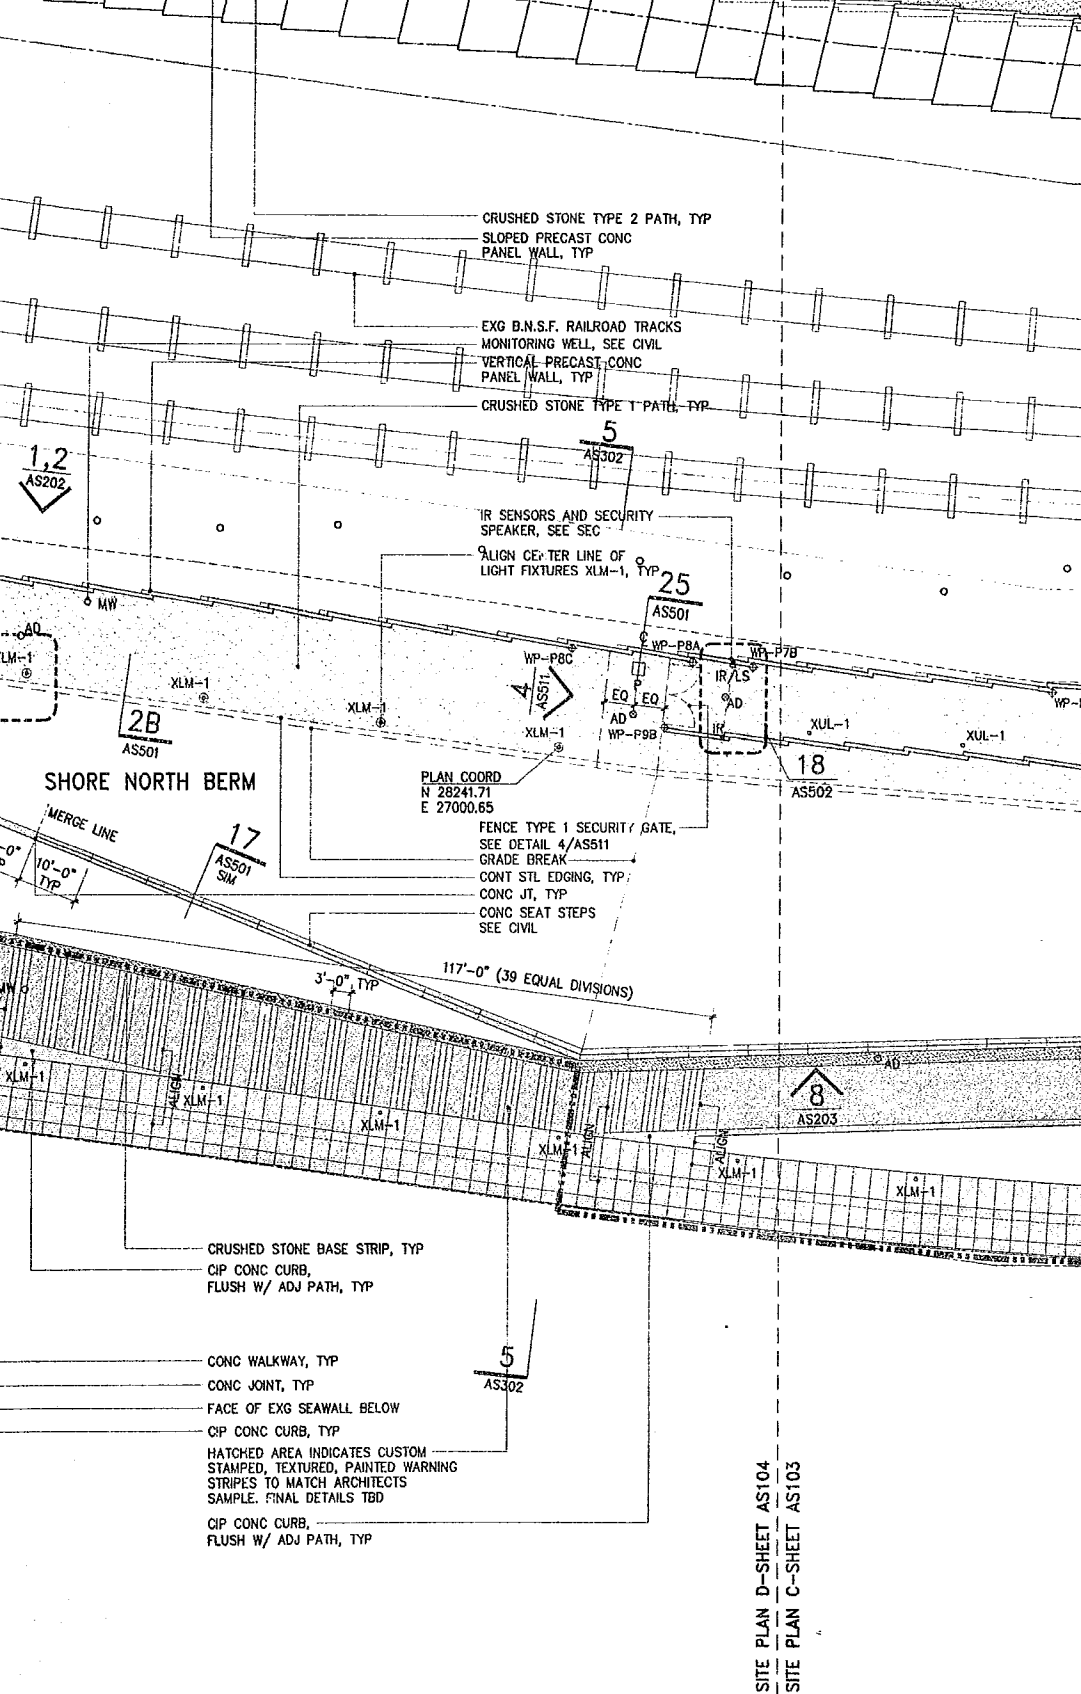 CRUSHED STONE TYPE 2 PATH, TYP
SLOPED PRECAST CONC
PANEL WALL, TYP
EXG B.N.S.F. RAILROAD TRACKS
MONITORING WELL, SEE CIVIL
VERTICAL PRECAST CONC
PANEL WALL, TYP
CRUSHED STONE TYPE 1 PATH, TYP
5
AS302
1,2
AS202
IR SENSORS AND SECURITY
SPEAKER, SEE SEC
ALIGN CENTER LINE OF
LIGHT FIXTURES XLM-1, TYP
25
AS501
MW
AD
XLM-1
XLM-1
XLM-1
XLM-1
WP-P8C
WP-P8A
WP-P7B
IR/LS
AD
IR
4
AS511
EQ
EQ
AD
WP-P9B
XUL-1
XUL-1
2B
AS501
18
AS502
SHORE NORTH BERM
PLAN COORD
N 28241.71
E 27000.65
MERGE LINE
17
AS501
SIM
10'-0"
TYP
FENCE TYPE 1 SECURITY GATE,
SEE DETAIL 4/AS511
GRADE BREAK
CONT STL EDGING, TYP
CONC JT, TYP
CONC SEAT STEPS
SEE CIVIL
117'-0" (39 EQUAL DIVISIONS)
3'-0", TYP
MW
AD
8
AS203
XLM-1
XLM-1
XLM-1
XLM-1
XLM-1
XLM-1
ALIGN
ALIGN
ALIGN
CRUSHED STONE BASE STRIP, TYP
CIP CONC CURB,
FLUSH W/ ADJ PATH, TYP
5
AS302
CONC WALKWAY, TYP
CONC JOINT, TYP
FACE OF EXG SEAWALL BELOW
CIP CONC CURB, TYP
HATCHED AREA INDICATES CUSTOM
STAMPED, TEXTURED, PAINTED WARNING
STRIPES TO MATCH ARCHITECTS
SAMPLE. FINAL DETAILS TBD
CIP CONC CURB,
FLUSH W/ ADJ PATH, TYP
SITE PLAN D-SHEET AS104
SITE PLAN C-SHEET AS103